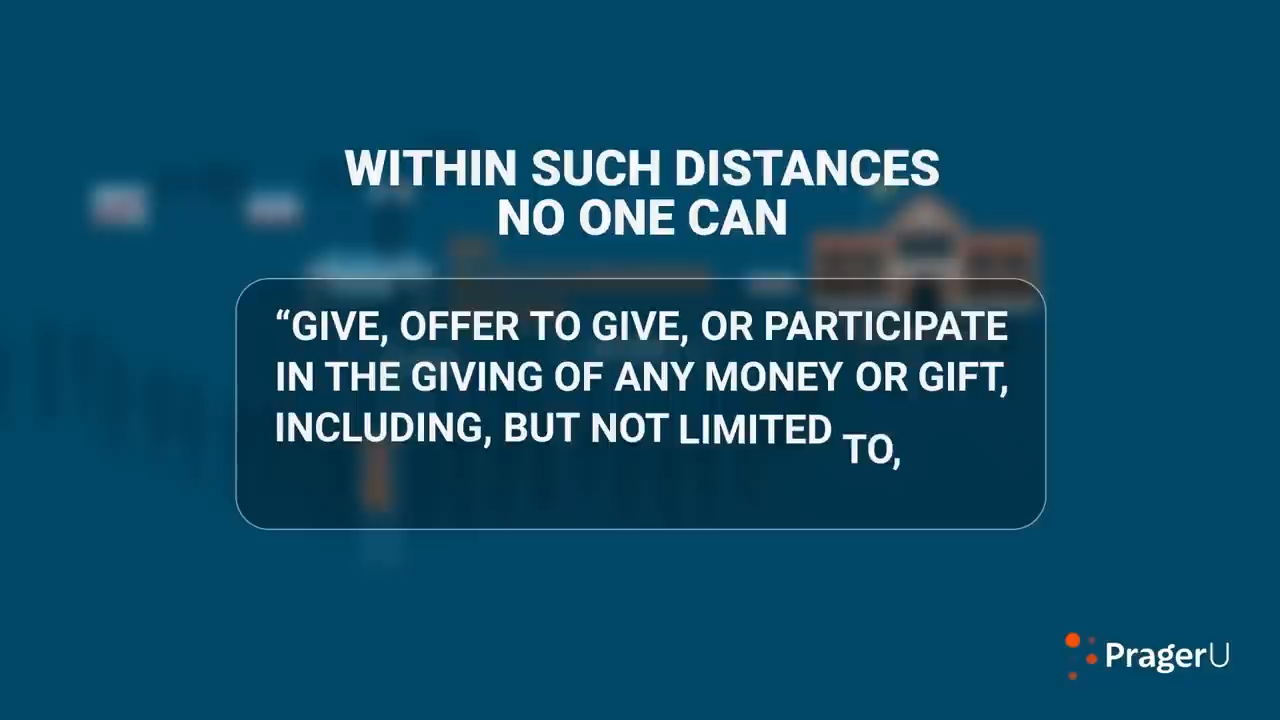 WITHIN SUCH DISTANCES
NO ONE CAN
“GIVE, OFFER TO GIVE, OR PARTICIPATE
IN THE GIVING OF ANY MONEY OR GIFT,
INCLUDING, BUT NOT LIMITED TO,
PragerU